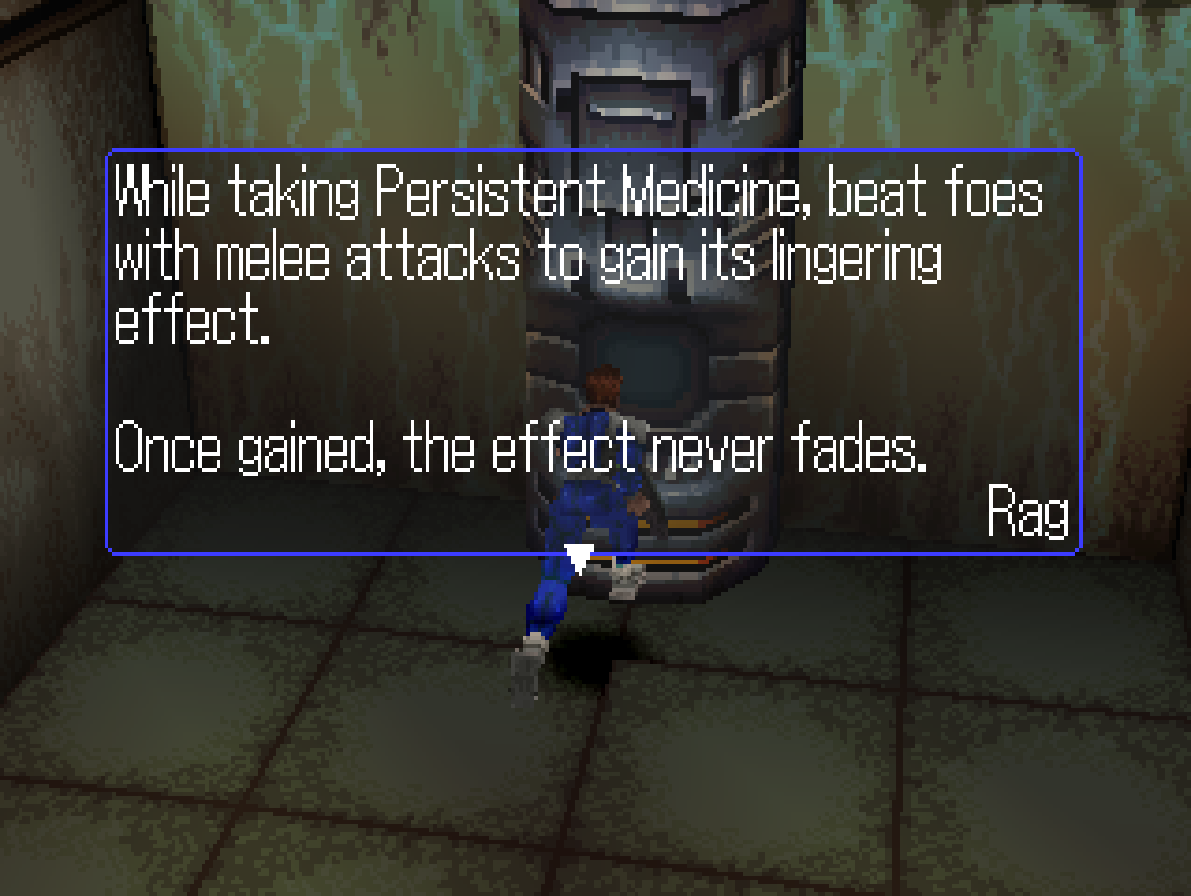 While taking Persistent Medicine, beat foes
with melee attacks to gain its lingering
effect.
Once gained, the effect never fades.
Rag